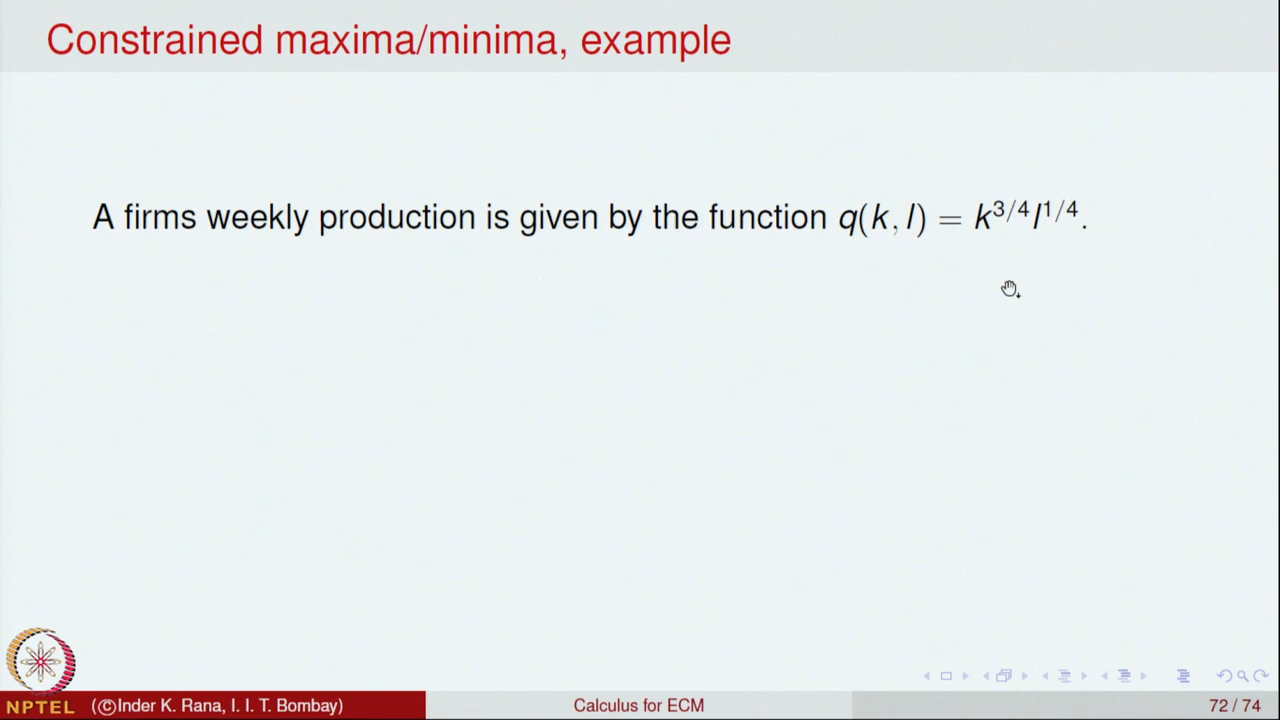 Constrained maxima/minima, example
A firms weekly production is given by the function q(k, l) = k^{3/4}l^{1/4}.
NPTEL (©Inder K. Rana, I. I. T. Bombay) Calculus for ECM 72 / 74